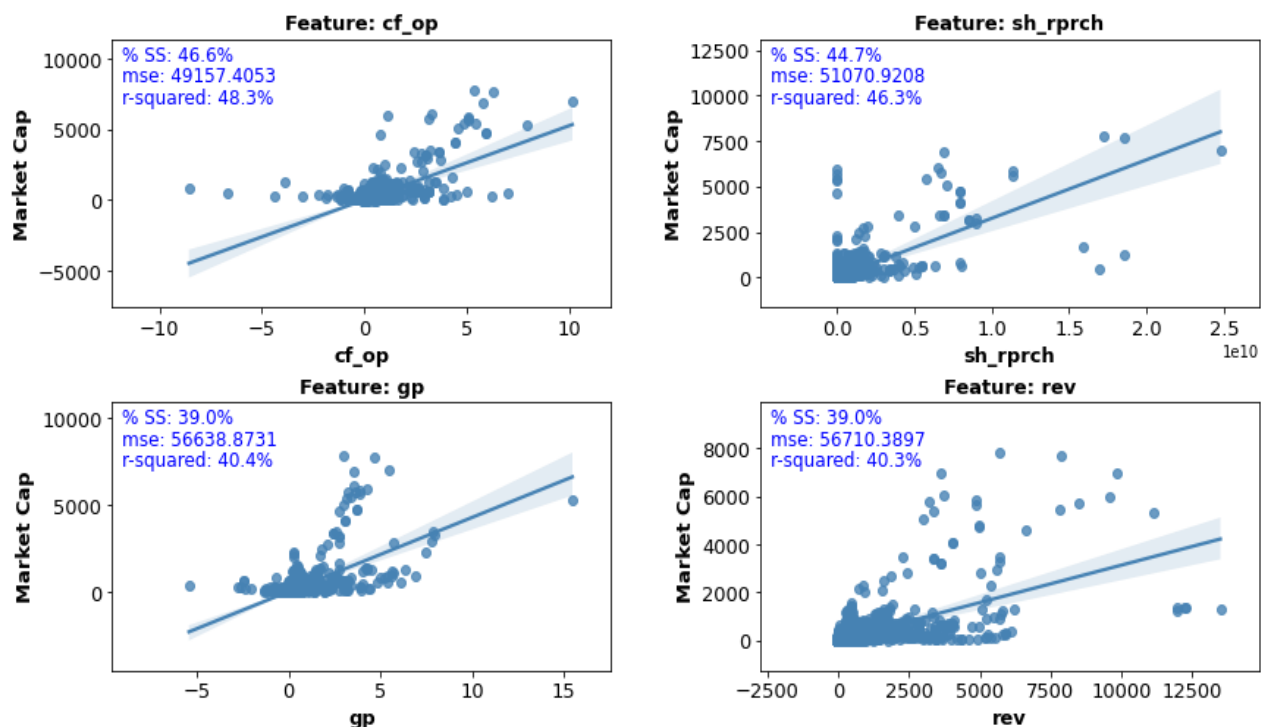 Feature: cf_op
% SS: 46.6%
mse: 49157.4053
r-squared: 48.3%
Market Cap
10000
5000
0
−5000
−10
−5
0
5
10
cf_op
Feature: sh_rprch
% SS: 44.7%
mse: 51070.9208
r-squared: 46.3%
Market Cap
12500
10000
7500
5000
2500
0
0.0
0.5
1.0
1.5
2.0
2.5
1e10
sh_rprch
Feature: gp
% SS: 39.0%
mse: 56638.8731
r-squared: 40.4%
Market Cap
10000
5000
0
−5
0
5
10
15
gp
Feature: rev
% SS: 39.0%
mse: 56710.3897
r-squared: 40.3%
Market Cap
8000
6000
4000
2000
0
−2500
0
2500
5000
7500
10000
12500
rev